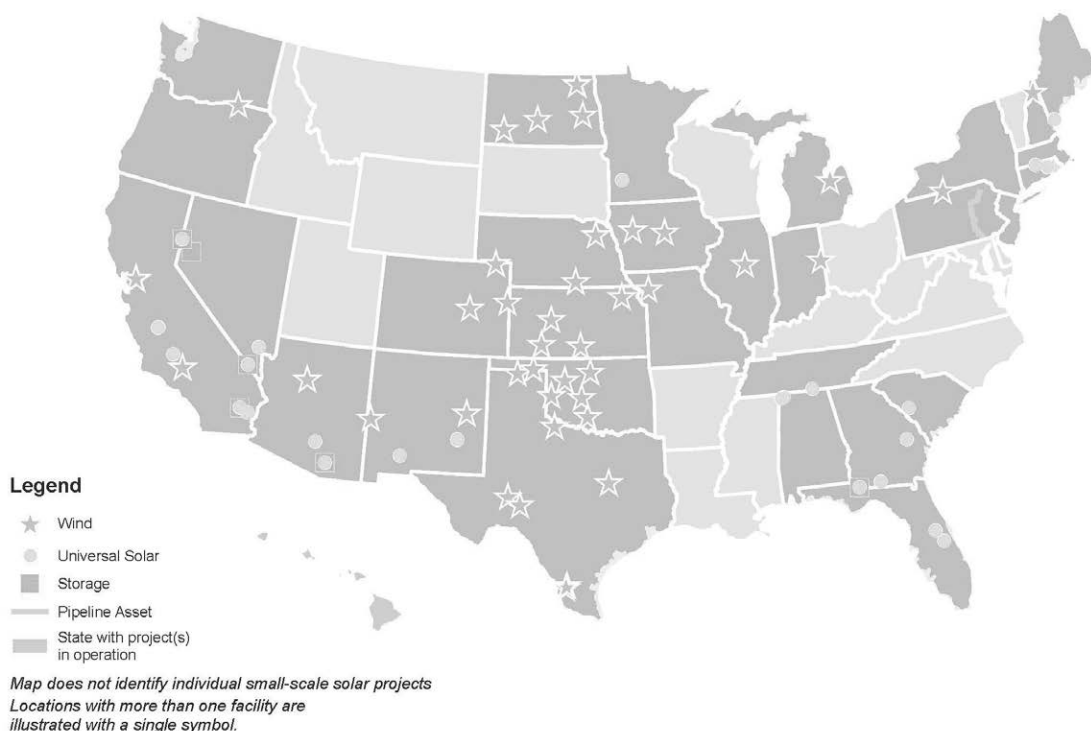 Legend
Wind
Universal Solar
Storage
Pipeline Asset
State with project(s)
in operation
Map does not identify individual small-scale solar projects
Locations with more than one facility are
illustrated with a single symbol.